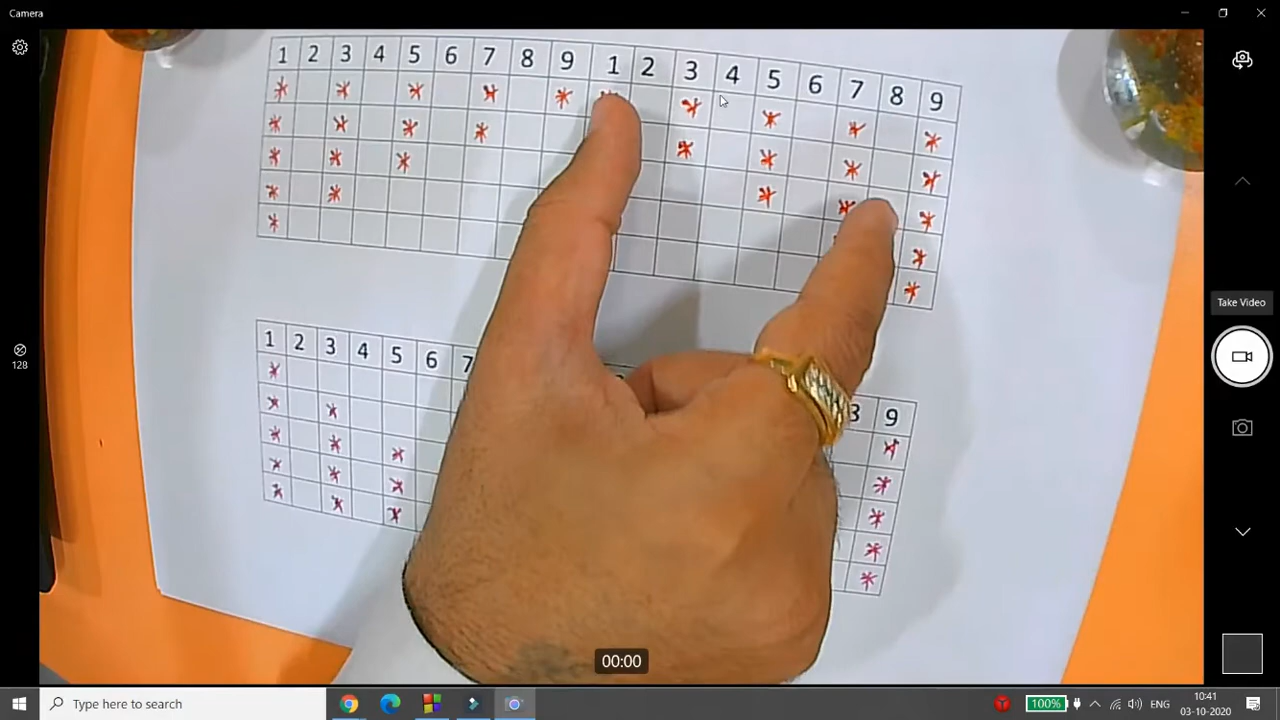 Camera
1 2 3 4 5 6 7 8 9 1 2 3 4 5 6 7 8 9
* * * * * * * * * *
* * * * * * * *
* * * * * *
* * *
* *
1 2 3 4 5 6 7 9
* *
* * *
* * * *
* * * *
* * * *
Take Video
128
00:00
Type here to search
100%
ENG
10:41
03-10-2020